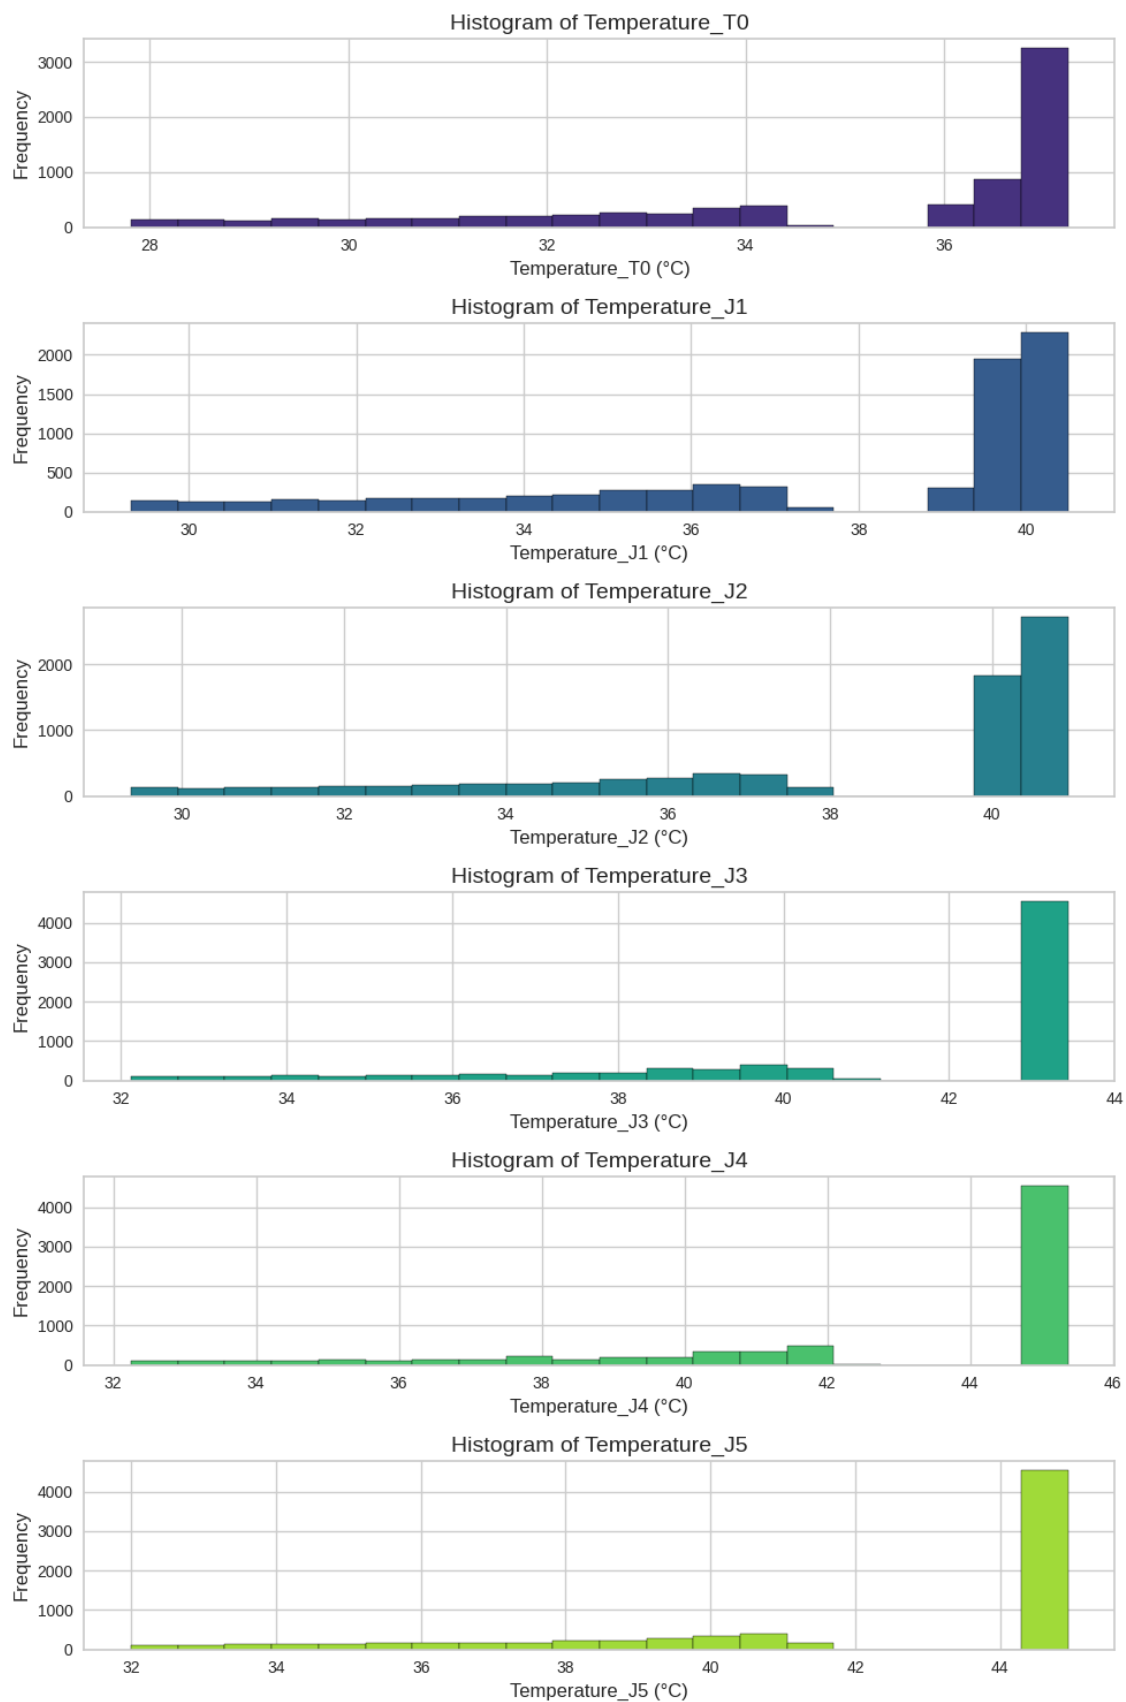 Histogram of Temperature_T0
Frequency
3000
2000
1000
0
28 30 32 34 36
Temperature_T0 (°C)
Histogram of Temperature_J1
Frequency
2000
1500
1000
500
0
30 32 34 36 38 40
Temperature_J1 (°C)
Histogram of Temperature_J2
Frequency
2000
1000
0
30 32 34 36 38 40
Temperature_J2 (°C)
Histogram of Temperature_J3
Frequency
4000
3000
2000
1000
0
32 34 36 38 40 42 44
Temperature_J3 (°C)
Histogram of Temperature_J4
Frequency
4000
3000
2000
1000
0
32 34 36 38 40 42 44 46
Temperature_J4 (°C)
Histogram of Temperature_J5
Frequency
4000
3000
2000
1000
0
32 34 36 38 40 42 44
Temperature_J5 (°C)